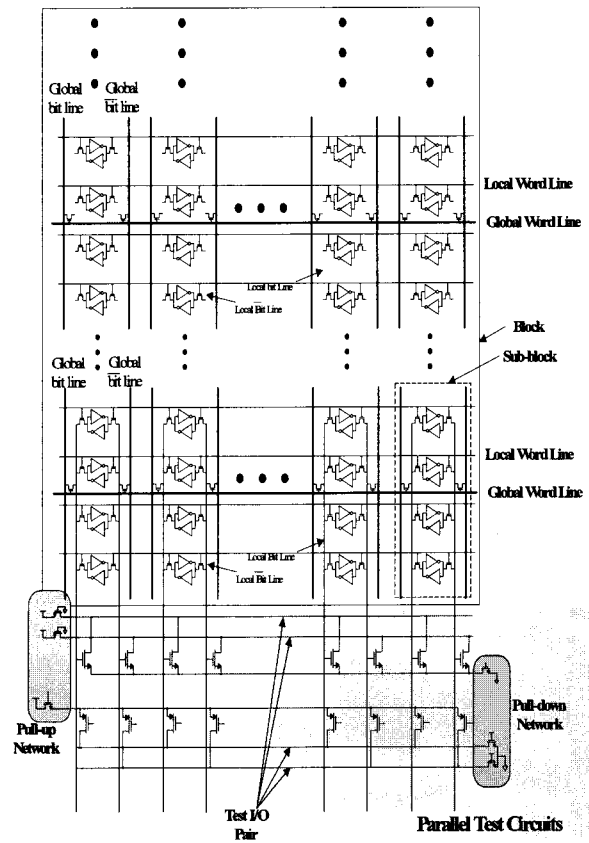 Global
bit line
Global
bit line
Local Word Line
Global Word Line
Local bit Line
Local Bit Line
Block
Sub-block
Global
bit line
Global
bit line
Local Word Line
Global Word Line
Local Bit Line
Local Bit Line
Pull-up
Network
Pull-down
Network
Test I/O
Pair
Parallel Test Circuits